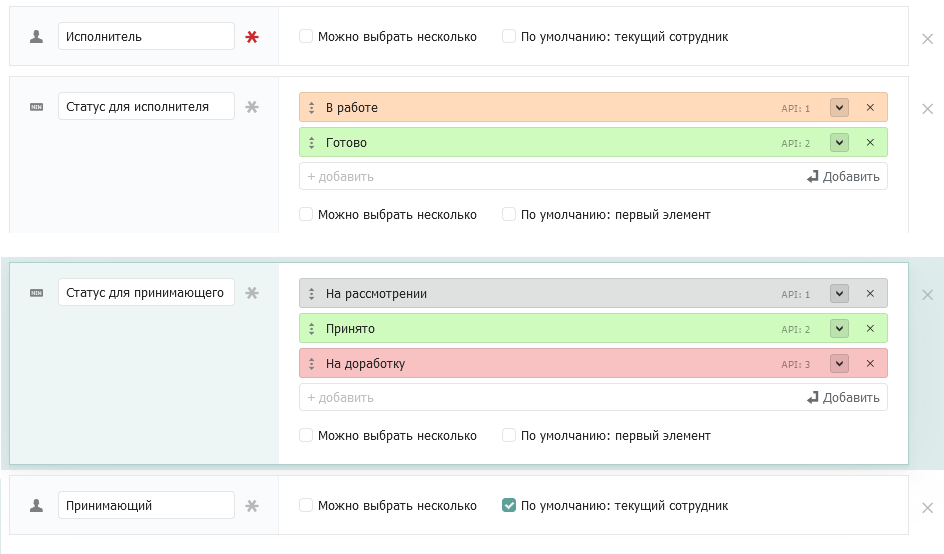 Исполнитель Можно выбрать несколько По умолчанию: текущий сотрудник
Статус для исполнителя В работе API: 1
Готово API: 2
+ добавить Добавить
Можно выбрать несколько По умолчанию: первый элемент
Статус для принимающего На рассмотрении API: 1
Принято API: 2
На доработку API: 3
+ добавить Добавить
Можно выбрать несколько По умолчанию: первый элемент
Принимающий Можно выбрать несколько По умолчанию: текущий сотрудник